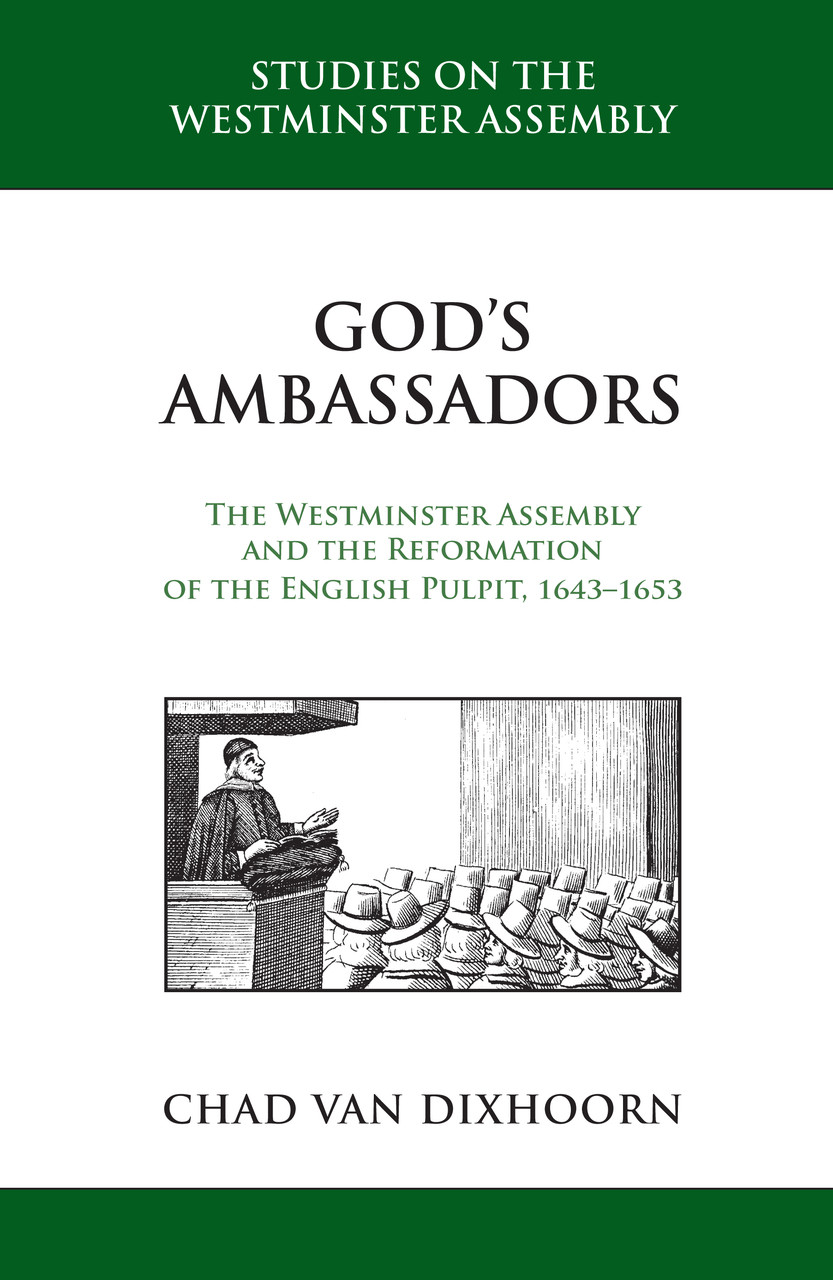 STUDIES ON THE
WESTMINSTER ASSEMBLY
GOD’S
AMBASSADORS
THE WESTMINSTER ASSEMBLY
AND THE REFORMATION
OF THE ENGLISH PULPIT, 1643–1653
CHAD VAN DIXHOORN